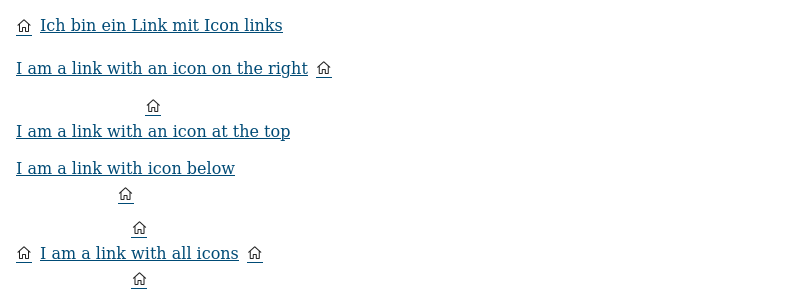 Ich bin ein Link mit Icon links
I am a link with an icon on the right
I am a link with an icon at the top
I am a link with icon below
I am a link with all icons